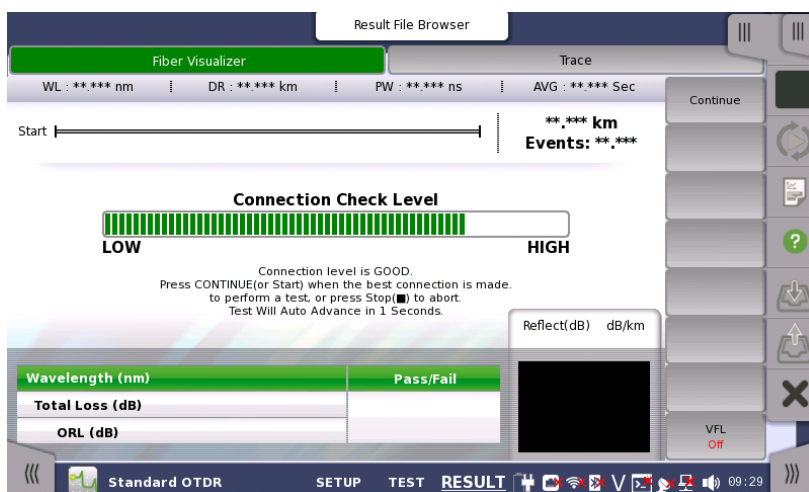 Result File Browser
Fiber Visualizer
Trace
WL : **.*** nm
DR : **.*** km
PW : **.*** ns
AVG : **.*** Sec
Continue
Start
**.*** km
Events: **.***
Connection Check Level
LOW
HIGH
Connection level is GOOD.
Press CONTINUE(or Start) when the best connection is made.
to perform a test, or press Stop(■) to abort.
Test Will Auto Advance in 1 Seconds.
Reflect(dB) dB/km
Wavelength (nm)
Pass/Fail
Total Loss (dB)
ORL (dB)
VFL
Off
Standard OTDR
SETUP
TEST
RESULT
V
09:29